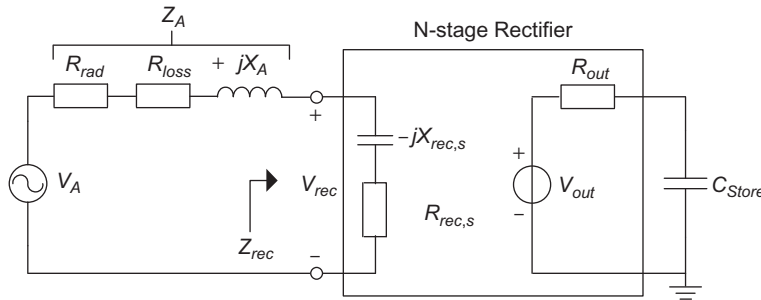 Z_A
N-stage Rectifier
R_rad R_loss + jX_A
R_out
+
−jX_rec,s
+
V_A
V_rec
V_out
C_Store
R_rec,s
−
Z_rec
−